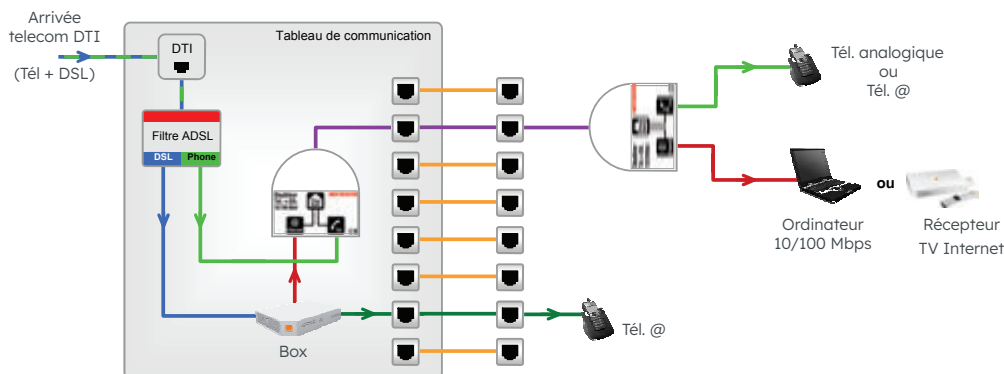 Arrivée
telecom DTI
(Tél + DSL)
Tableau de communication
DTI
Filtre ADSL
DSL Phone
Box
Tél. analogique
ou
Tél. @
Ordinateur
10/100 Mbps
ou
Récepteur
TV Internet
Tél. @